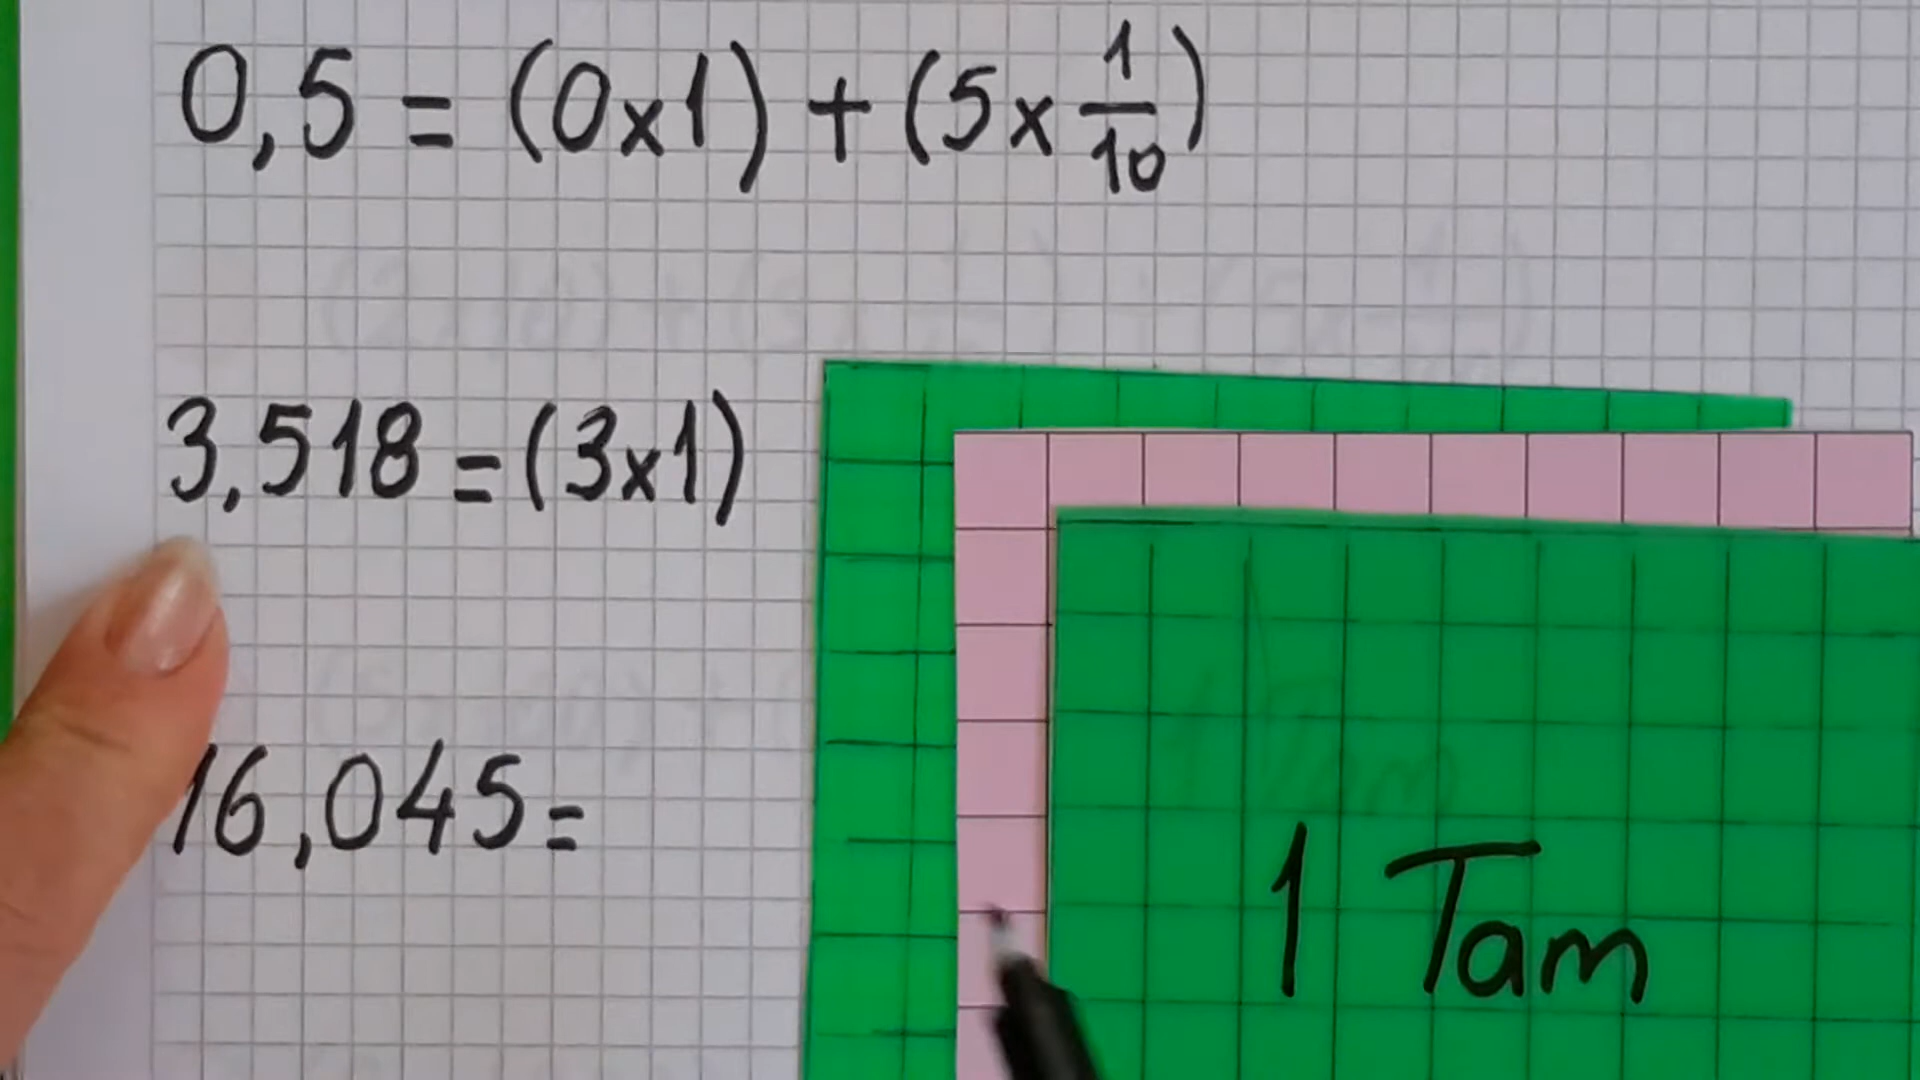 0,5 = (0x1) + (5x 1/10)
3,518 = (3x1)
16,045 =
1 Tam